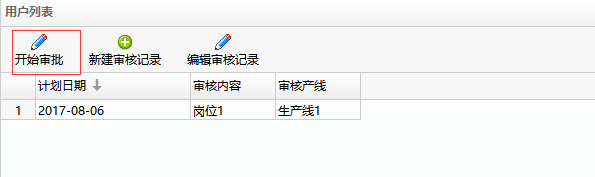 用户列表
开始审批 新建审核记录 编辑审核记录
计划日期 审核内容 审核产线
1 2017-08-06 岗位1 生产线1